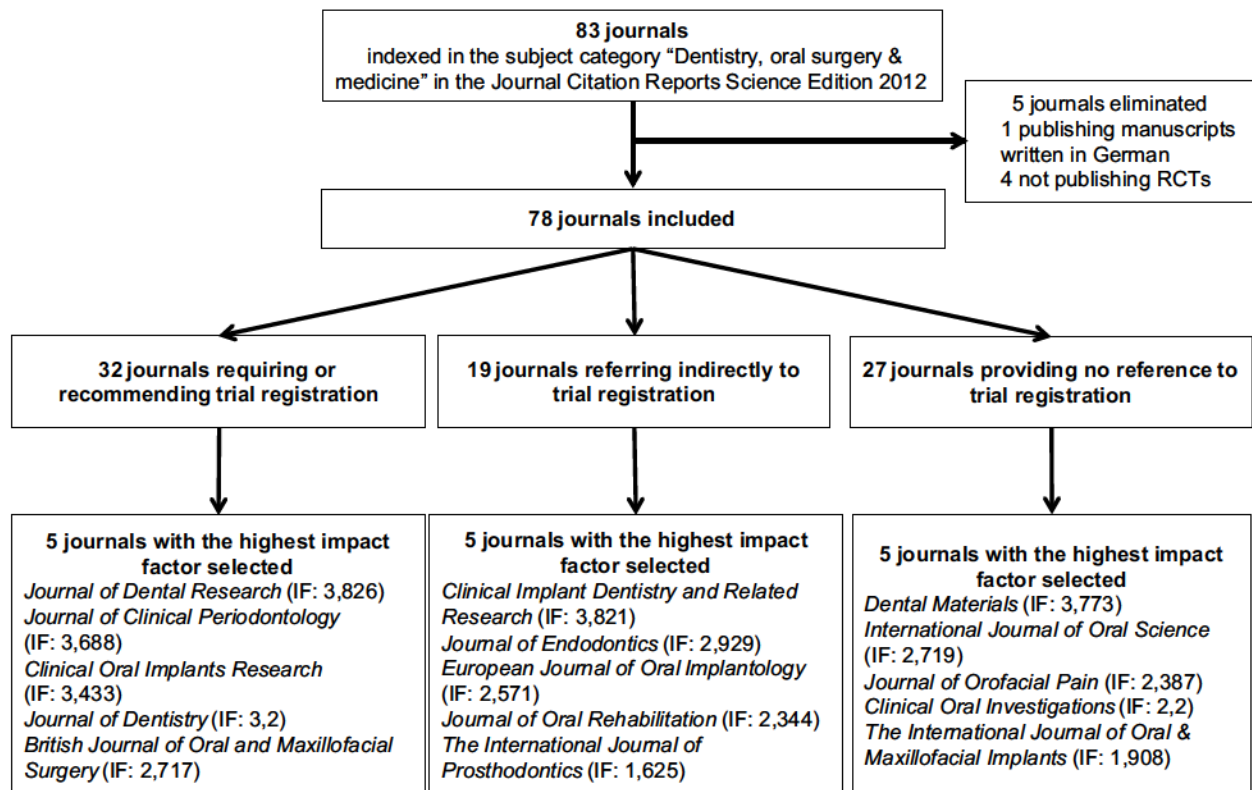 83 journals
indexed in the subject category “Dentistry, oral surgery &
medicine” in the Journal Citation Reports Science Edition 2012
5 journals eliminated
1 publishing manuscripts
written in German
4 not publishing RCTs
78 journals included
32 journals requiring or
recommending trial registration
19 journals referring indirectly to
trial registration
27 journals providing no reference to
trial registration
5 journals with the highest impact
factor selected
Journal of Dental Research (IF: 3,826)
Journal of Clinical Periodontology
(IF: 3,688)
Clinical Oral Implants Research
(IF: 3,433)
Journal of Dentistry (IF: 3,2)
British Journal of Oral and Maxillofacial
Surgery (IF: 2,717)
5 journals with the highest impact
factor selected
Clinical Implant Dentistry and Related
Research (IF: 3,821)
Journal of Endodontics (IF: 2,929)
European Journal of Oral Implantology
(IF: 2,571)
Journal of Oral Rehabilitation (IF: 2,344)
The International Journal of
Prosthodontics (IF: 1,625)
5 journals with the highest impact
factor selected
Dental Materials (IF: 3,773)
International Journal of Oral Science
(IF: 2,719)
Journal of Orofacial Pain (IF: 2,387)
Clinical Oral Investigations (IF: 2,2)
The International Journal of Oral &
Maxillofacial Implants (IF: 1,908)